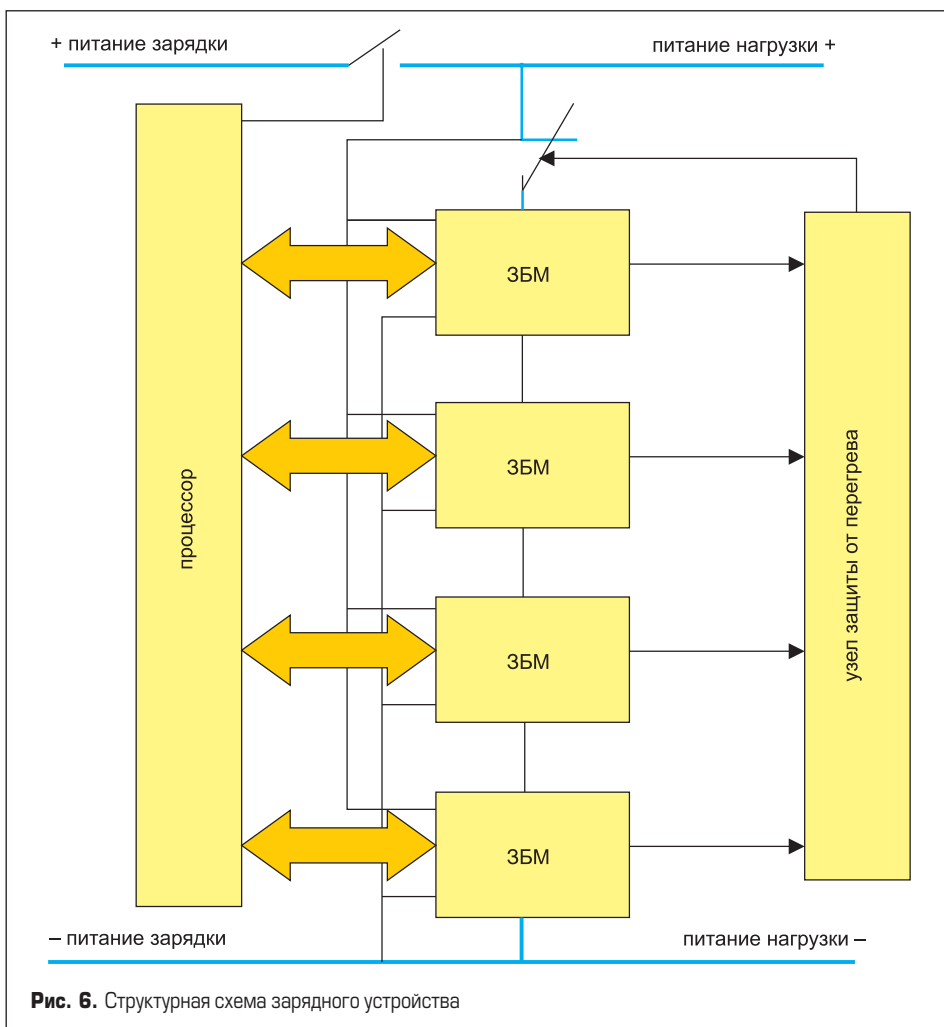 + питание зарядки
питание нагрузки +
процессор
ЗБМ
ЗБМ
ЗБМ
ЗБМ
узел защиты от перегрева
– питание зарядки
питание нагрузки –
Рис. 6. Структурная схема зарядного устройства